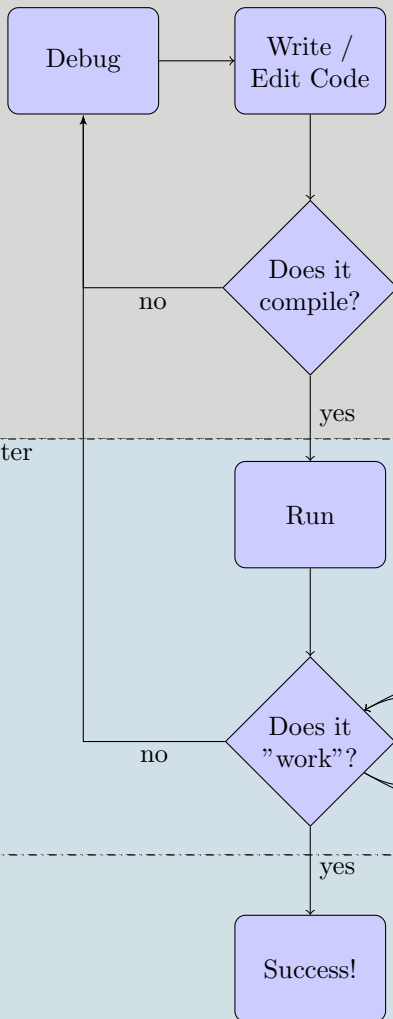 Debug
Write /
Edit Code
Does it
compile?
no
yes
ter
Run
Does it
"work"?
no
yes
Success!